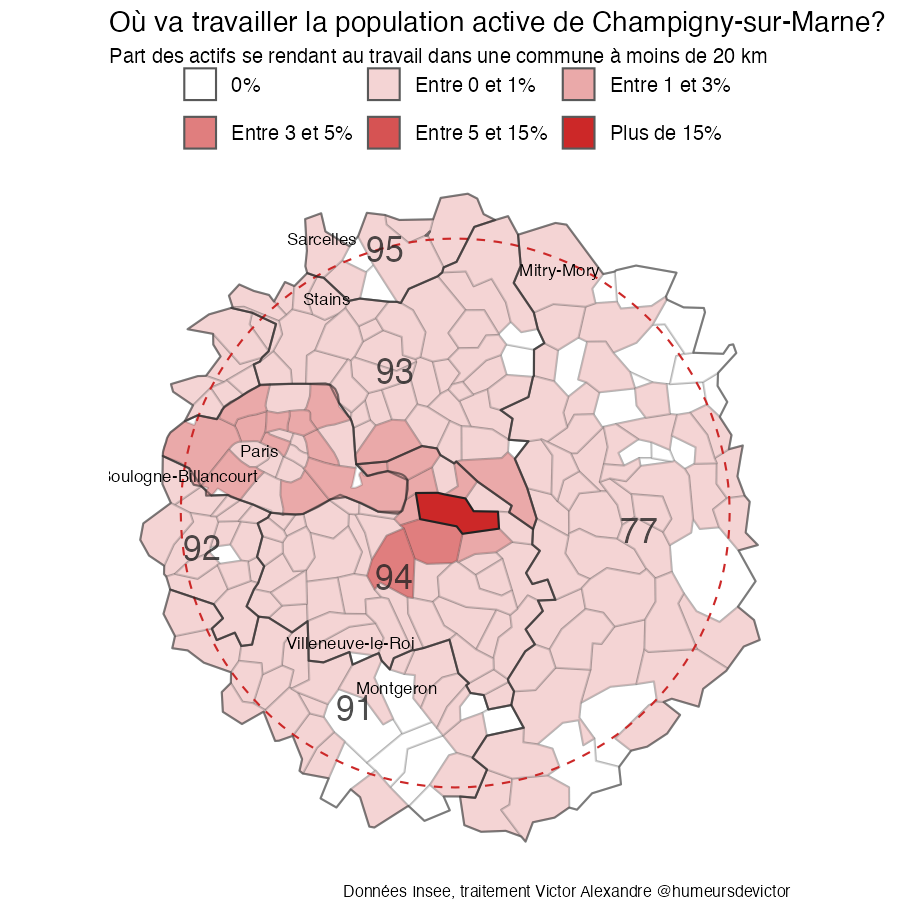 Où va travailler la population active de Champigny-sur-Marne?
Part des actifs se rendant au travail dans une commune à moins de 20 km
0% Entre 0 et 1% Entre 1 et 3%
Entre 3 et 5% Entre 5 et 15% Plus de 15%
Sarcelles
95
Mitry-Mory
Stains
93
Paris
Boulogne-Billancourt
77
92
94
Villeneuve-le-Roi
Montgeron
91
Données Insee, traitement Victor Alexandre @humeursdevictor